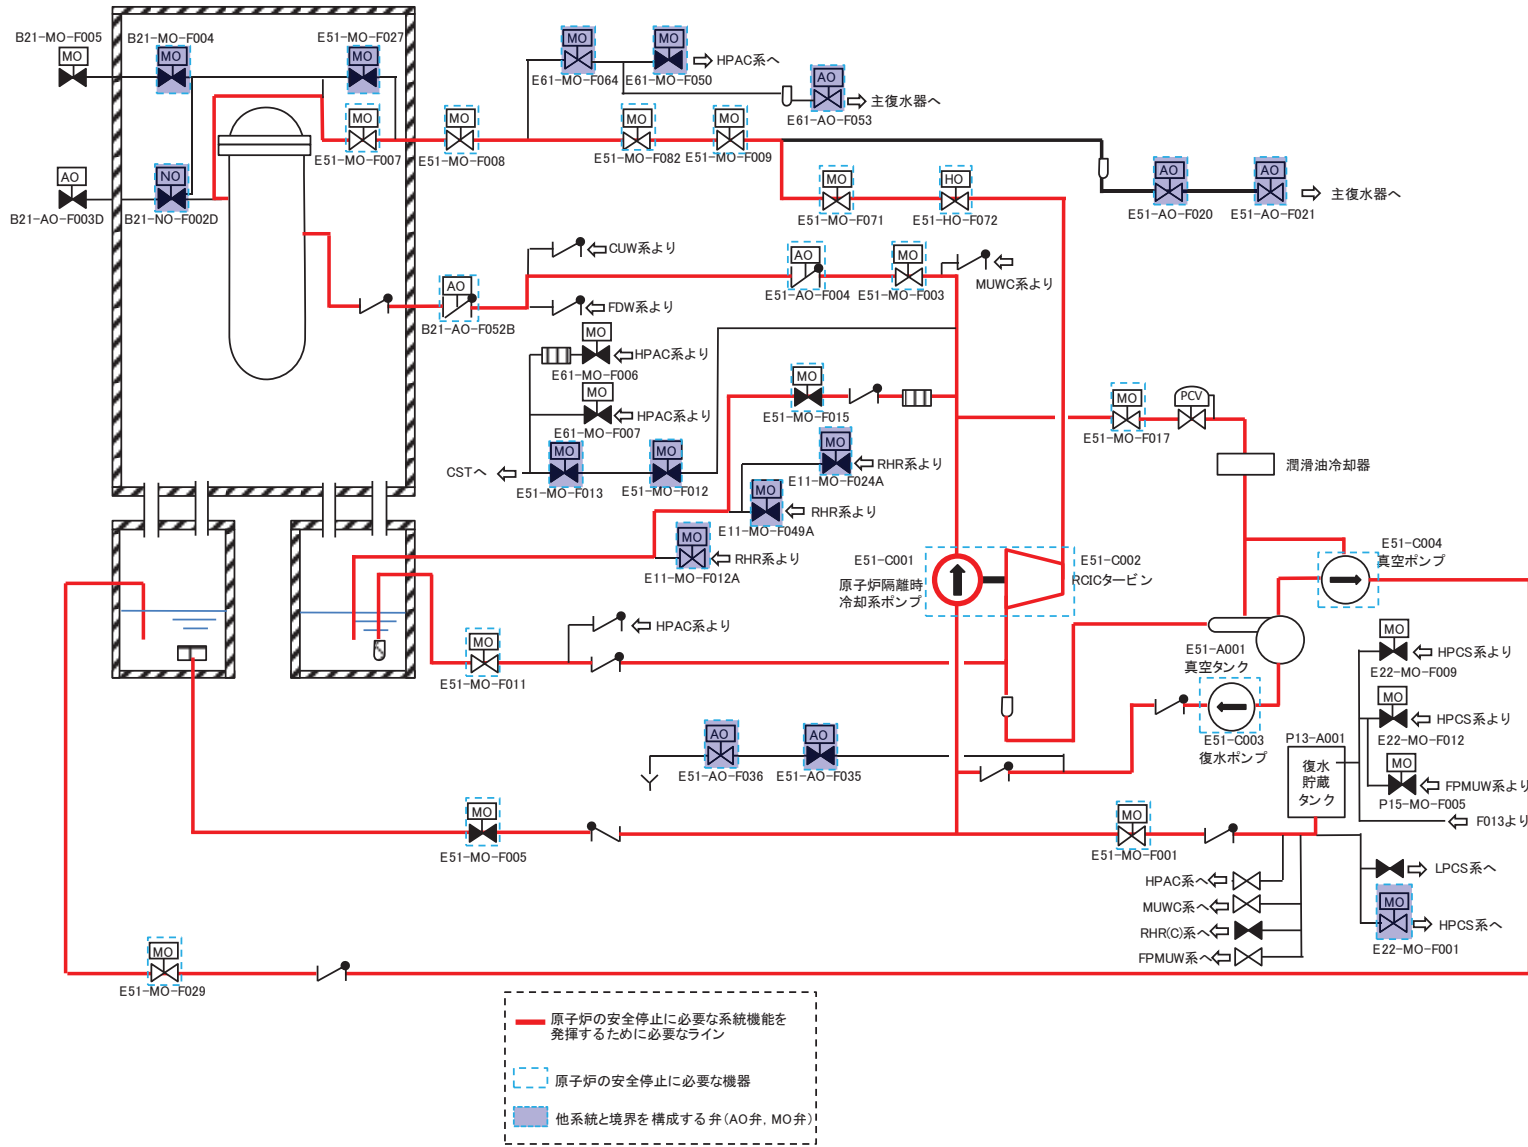 B21-MO-F005
MO
B21-MO-F004
MO
E51-MO-F027
MO
MO
E61-MO-F064
MO
E61-MO-F050
HPAC系へ
AO
E61-AO-F053
主復水器へ
MO
E51-MO-F007
MO
E51-MO-F008
MO
E51-MO-F082
MO
E51-MO-F009
AO
B21-AO-F003D
NO
B21-NO-F002D
MO
E51-MO-F071
HO
E51-HO-F072
AO
E51-AO-F020
AO
E51-AO-F021
主復水器へ
CUW系より
AO
E51-AO-F004
MO
E51-MO-F003
MUWC系より
AO
B21-AO-F052B
FDW系より
MO
HPAC系より
E61-MO-F006
MO
HPAC系より
E61-MO-F007
MO
E51-MO-F015
MO
E51-MO-F017
PCV
潤滑油冷却器
CSTへ
MO
E51-MO-F013
MO
E51-MO-F012
MO
RHR系より
E11-MO-F024A
MO
RHR系より
E11-MO-F049A
MO
RHR系より
E11-MO-F012A
E51-C001
原子炉隔離時
冷却系ポンプ
E51-C002
RCICタービン
E51-C004
真空ポンプ
HPAC系より
MO
E51-MO-F011
E51-A001
真空タンク
MO
HPCS系より
E22-MO-F009
MO
HPCS系より
E22-MO-F012
MO
FPMUW系より
P15-MO-F005
F013より
E51-C003
復水ポンプ
P13-A001
復水
貯蔵
タンク
AO
E51-AO-F036
AO
E51-AO-F035
MO
E51-MO-F005
MO
E51-MO-F001
HPAC系へ
MUWC系へ
RHR(C)系へ
FPMUW系へ
LPCS系へ
MO
HPCS系へ
E22-MO-F001
MO
E51-MO-F029
原子炉の安全停止に必要な系統機能を
発揮するために必要なライン
原子炉の安全停止に必要な機器
他系統と境界を構成する弁(AO弁, MO弁)